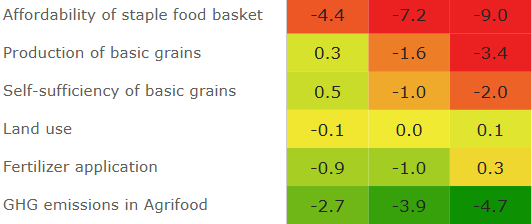 Affordability of staple food basket -4.4 -7.2 -9.0
Production of basic grains 0.3 -1.6 -3.4
Self-sufficiency of basic grains 0.5 -1.0 -2.0
Land use -0.1 0.0 0.1
Fertilizer application -0.9 -1.0 0.3
GHG emissions in Agrifood -2.7 -3.9 -4.7